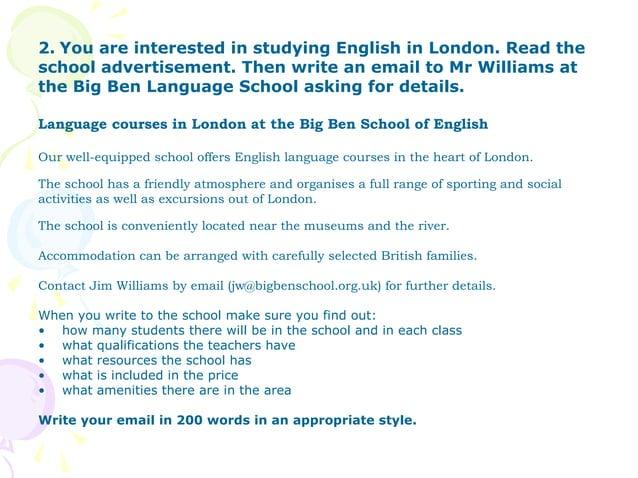 2. You are interested in studying English in London. Read the
school advertisement. Then write an email to Mr Williams at
the Big Ben Language School asking for details.
Language courses in London at the Big Ben School of English
Our well-equipped school offers English language courses in the heart of London.
The school has a friendly atmosphere and organises a full range of sporting and social
activities as well as excursions out of London.
The school is conveniently located near the museums and the river.
Accommodation can be arranged with carefully selected British families.
Contact Jim Williams by email (jw@bigbenschool.org.uk) for further details.
When you write to the school make sure you find out:
• how many students there will be in the school and in each class
• what qualifications the teachers have
• what resources the school has
• what is included in the price
• what amenities there are in the area
Write your email in 200 words in an appropriate style.